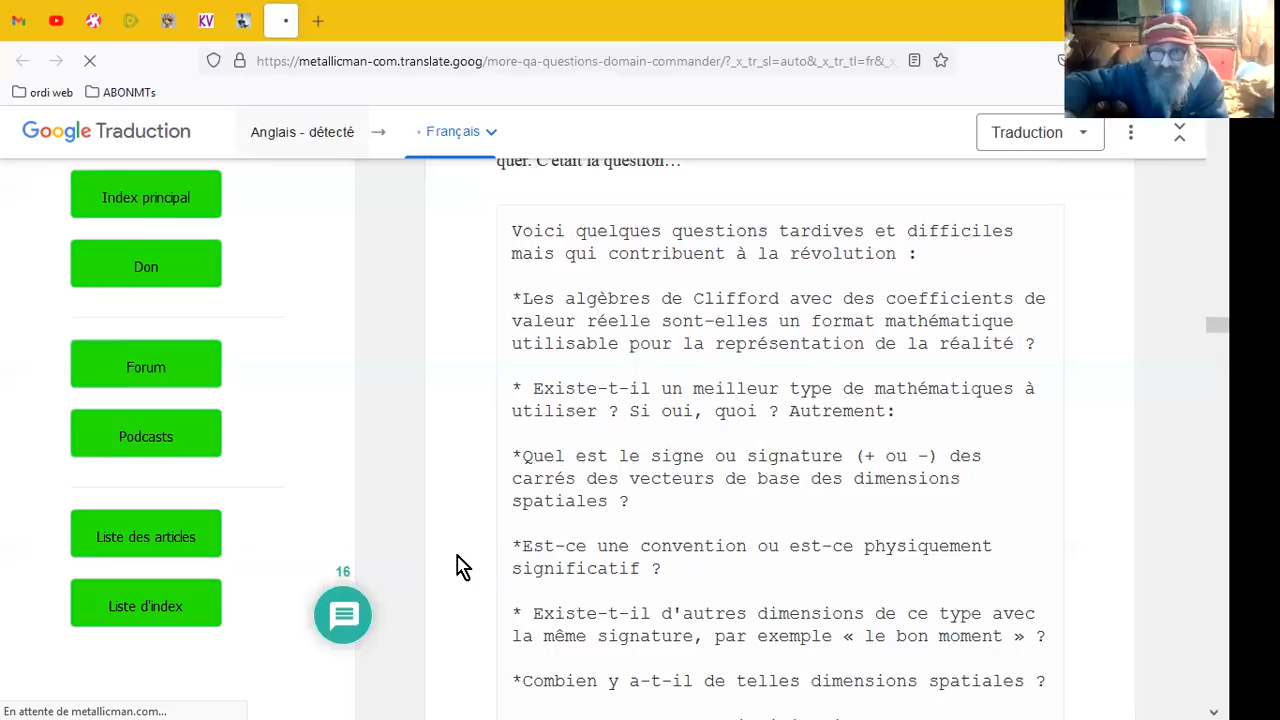 KV
https://metallicman-com.translate.goog/more-qa-questions-domain-commander/?_x_tr_sl=auto&_x_tr_tl=fr&_x_
ordi web
ABONMTs
Google Traduction
Anglais - détecté
Français
Traduction
quer. C'était la question…
Index principal
Don
Forum
Podcasts
Liste des articles
Liste d'index
16
Voici quelques questions tardives et difficiles
mais qui contribuent à la révolution :
*Les algèbres de Clifford avec des coefficients de
valeur réelle sont-elles un format mathématique
utilisable pour la représentation de la réalité ?
* Existe-t-il un meilleur type de mathématiques à
utiliser ? Si oui, quoi ? Autrement:
*Quel est le signe ou signature (+ ou -) des
carrés des vecteurs de base des dimensions
spatiales ?
*Est-ce une convention ou est-ce physiquement
significatif ?
* Existe-t-il d'autres dimensions de ce type avec
la même signature, par exemple « le bon moment » ?
*Combien y a-t-il de telles dimensions spatiales ?
En attente de metallicman.com...